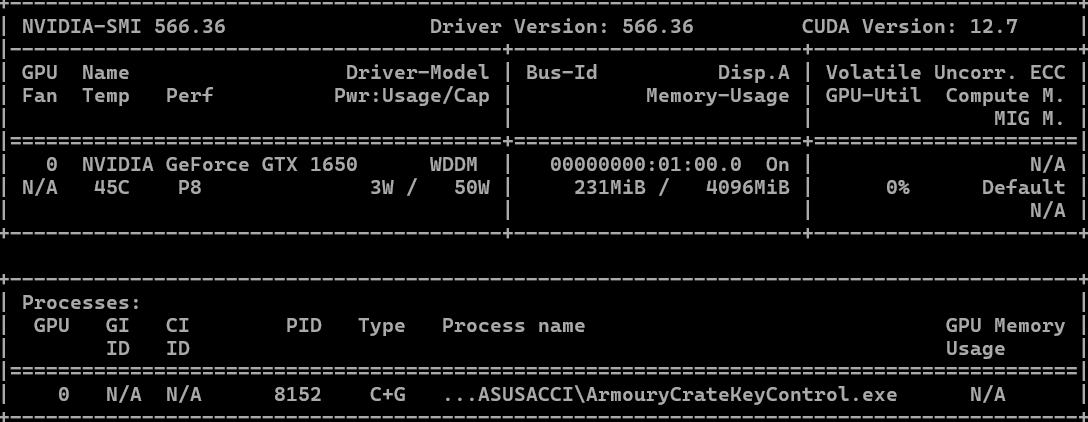 NVIDIA-SMI 566.36 Driver Version: 566.36 CUDA Version: 12.7
GPU Name Driver-Model | Bus-Id Disp.A | Volatile Uncorr. ECC
Fan Temp Perf Pwr:Usage/Cap | Memory-Usage | GPU-Util Compute M.
MIG M.
0 NVIDIA GeForce GTX 1650 WDDM | 00000000:01:00.0 On | N/A
N/A 45C P8 3W / 50W | 231MiB / 4096MiB | 0% Default
N/A
Processes:
GPU GI CI PID Type Process name GPU Memory
ID ID Usage
0 N/A N/A 8152 C+G ...ASUSACCI\ArmouryCrateKeyControl.exe N/A